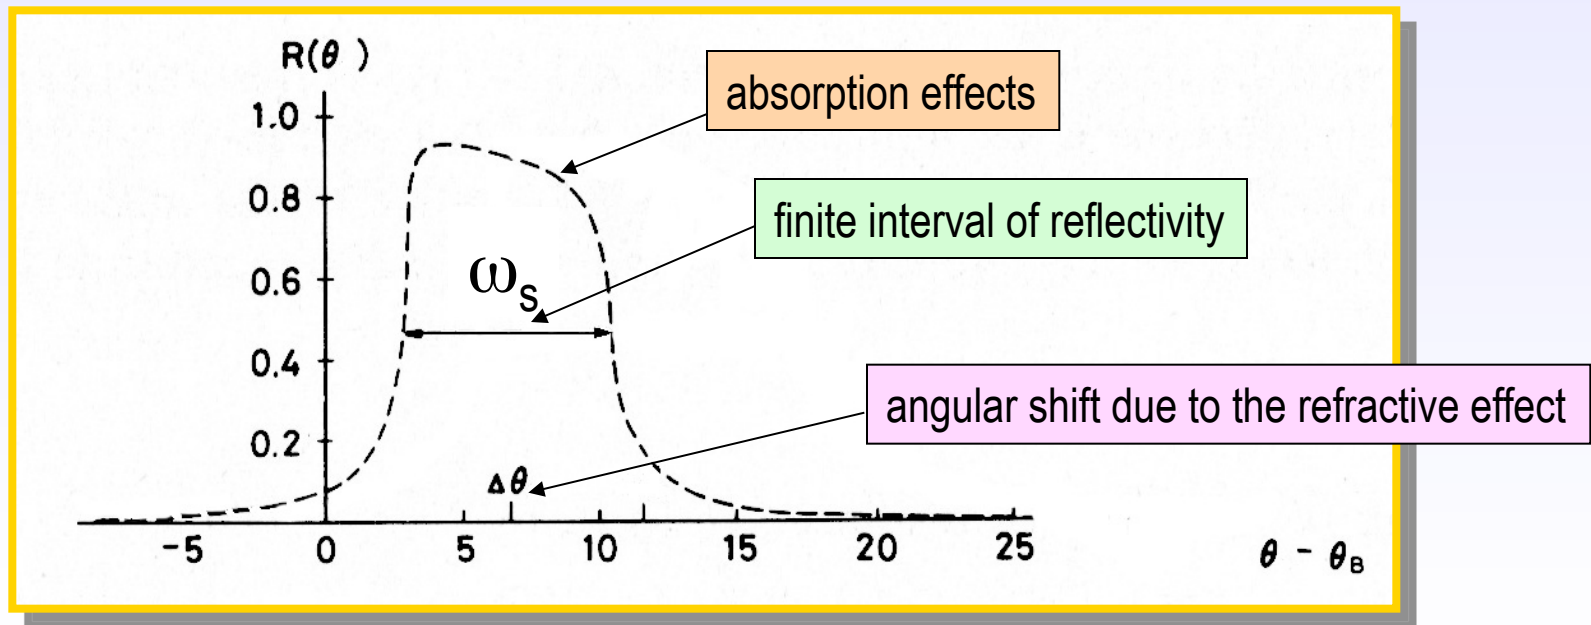 R(θ)
absorption effects
1.0
0.8
finite interval of reflectivity
0.6
ωs
0.4
angular shift due to the refractive effect
0.2
Δθ
-5 0 5 10 15 20 25
θ - θB